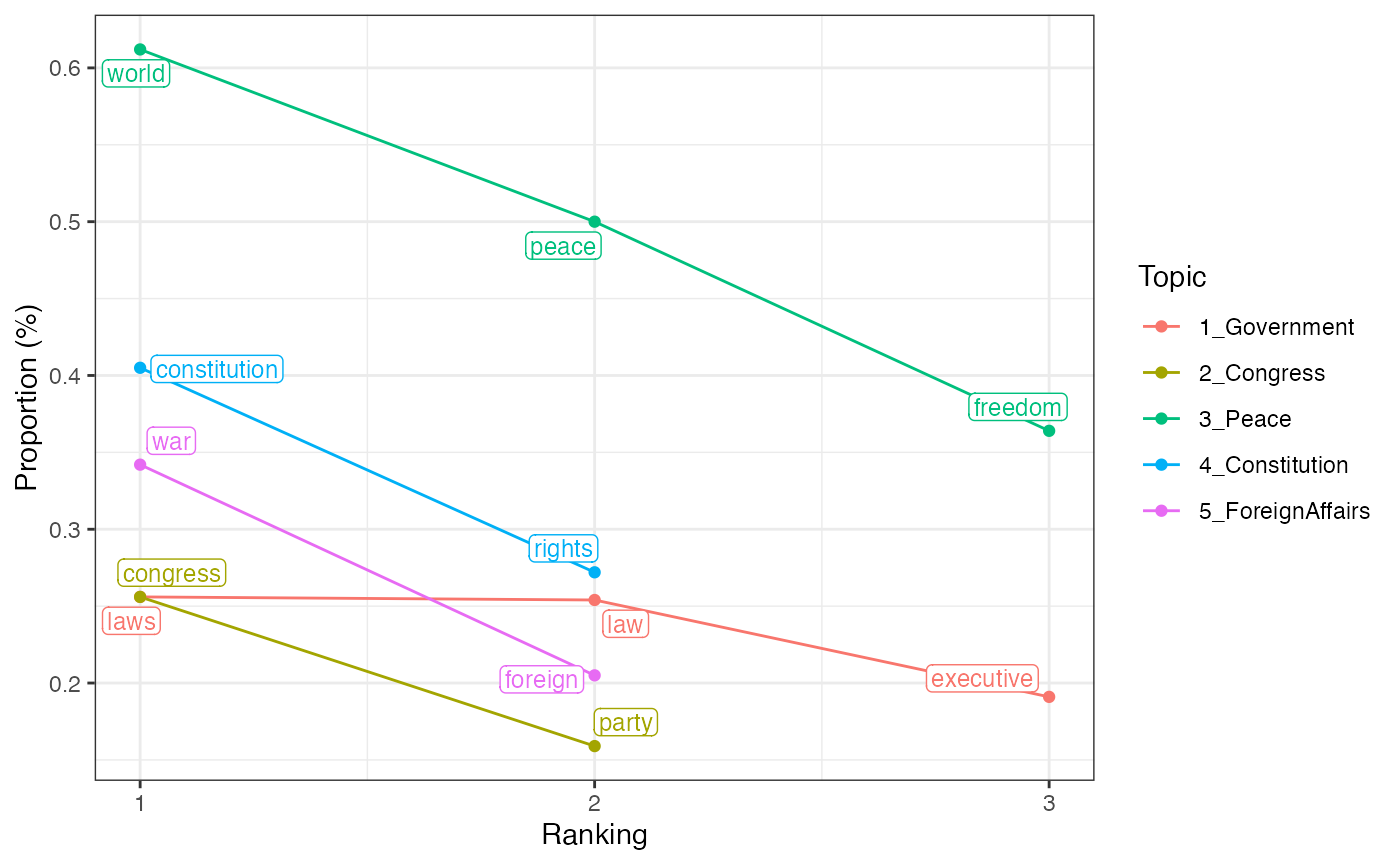 0.6
0.5
0.4
0.3
0.2
Proportion (%)
world
peace
freedom
constitution
war
rights
congress
laws
law
foreign
executive
party
1
2
3
Ranking
Topic
1_Government
2_Congress
3_Peace
4_Constitution
5_ForeignAffairs